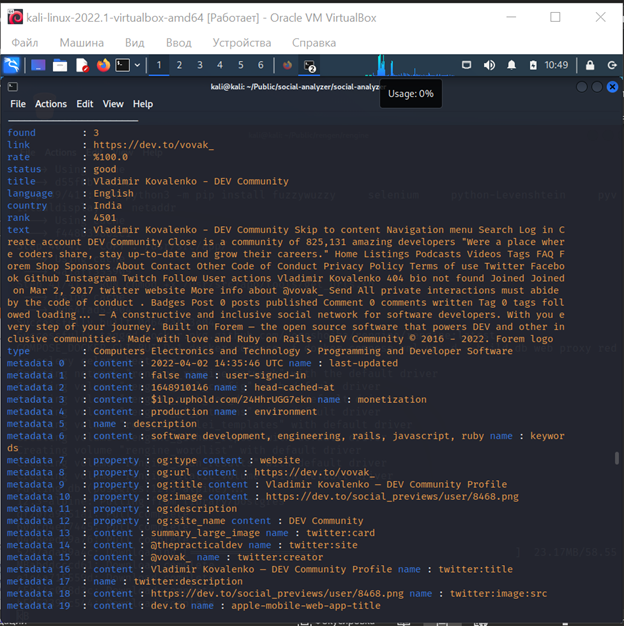 kali-linux-2022.1-virtualbox-amd64 [Работает] - Oracle VM VirtualBox
Файл Машина Вид Ввод Устройства Справка
1 2 3 4 5 6 2 10:49
kali@kali: ~/Public/social-analyzer/social-analyzer
Usage: 0%
File Actions Edit View Help
found : 3
link : https://dev.to/vovak_
rate : %100.0
status : good
title : Vladimir Kovalenko - DEV Community
language : English
country : India
rank : 4501
text : Vladimir Kovalenko - DEV Community Skip to content Navigation menu Search Log in C
reate account DEV Community Close is a community of 825,131 amazing developers "Were a place wher
e coders share, stay up-to-date and grow their careers." Home Listings Podcasts Videos Tags FAQ F
orem Shop Sponsors About Contact Other Code of Conduct Privacy Policy Terms of use Twitter Facebo
ok Github Instagram Twitch Follow User actions Vladimir Kovalenko 404 bio not found Joined Joined
on Mar 2, 2017 twitter website More info about @vovak_ Send All private interactions must abide
by the code of conduct . Badges Post 0 posts published Comment 0 comments written Tag 0 tags foll
owed loading... — A constructive and inclusive social network for software developers. With you e
very step of your journey. Built on Forem — the open source software that powers DEV and other in
clusive communities. Made with love and Ruby on Rails . DEV Community © 2016 - 2022. Forem logo
type : Computers Electronics and Technology > Programming and Developer Software
metadata 0 : content : 2022-04-02 14:35:46 UTC name : last-updated
metadata 1 : content : false name : user-signed-in
metadata 2 : content : 1648910146 name : head-cached-at
metadata 3 : content : $ilp.uphold.com/24HhrUGG7ekn name : monetization
metadata 4 : content : production name : environment
metadata 5 : name : description
metadata 6 : content : software development, engineering, rails, javascript, ruby name : keywor
ds
metadata 7 : property : og:type content : website
metadata 8 : property : og:url content : https://dev.to/vovak_
metadata 9 : property : og:title content : Vladimir Kovalenko — DEV Community Profile
metadata 10 : property : og:image content : https://dev.to/social_previews/user/8468.png
metadata 11 : property : og:description
metadata 12 : property : og:site_name content : DEV Community
metadata 13 : content : summary_large_image name : twitter:card
metadata 14 : content : @thepracticaldev name : twitter:site
metadata 15 : content : @vovak_ name : twitter:creator
metadata 16 : content : Vladimir Kovalenko — DEV Community Profile name : twitter:title
metadata 17 : name : twitter:description
metadata 18 : content : https://dev.to/social_previews/user/8468.png name : twitter:image:src
metadata 19 : content : dev.to name : apple-mobile-web-app-title